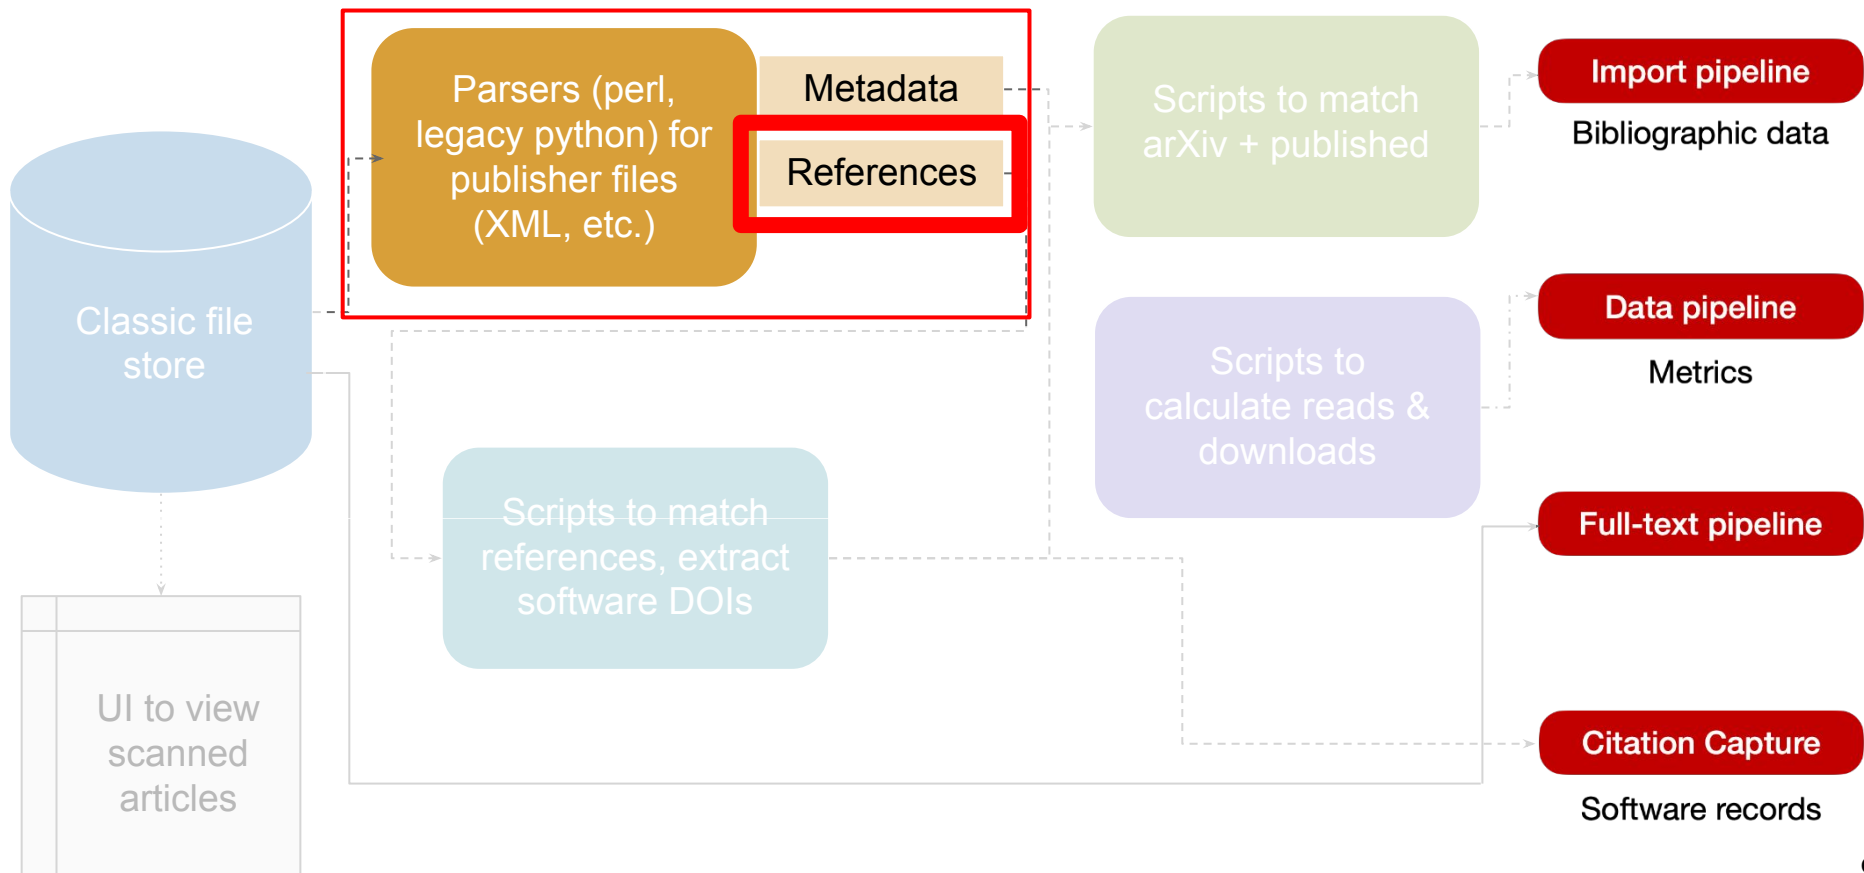 Parsers (perl,
legacy python) for
publisher files
(XML, etc.)
Metadata
References
Scripts to match
arXiv + published
Import pipeline
Bibliographic data
Classic file
store
Scripts to
calculate reads &
downloads
Data pipeline
Metrics
Scripts to match
references, extract
software DOIs
Full-text pipeline
UI to view
scanned
articles
Citation Capture
Software records